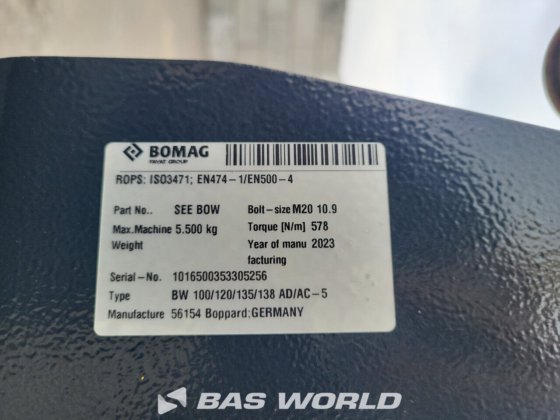 BOMAG
FAYAT GROUP
ROPS: ISO3471; EN474-1/EN500-4
Part No.. SEE BOW Bolt-size M20 10.9
Max.Machine 5.500 kg Torque [N/m] 578
Weight Year of manu 2023
facturing
Serial-No. 1016500353305256
Type BW 100/120/135/138 AD/AC-5
Manufacture 56154 Boppard;GERMANY
BAS WORLD